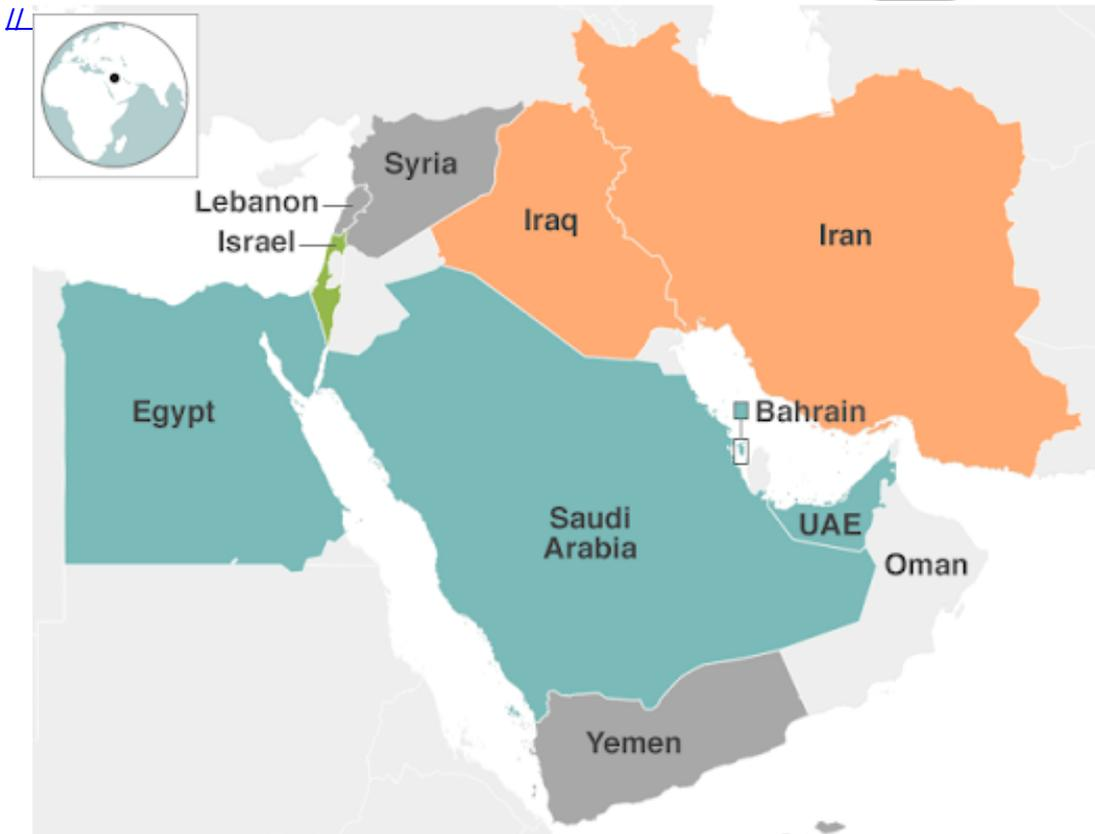 //
Syria
Lebanon
Israel
Iraq
Iran
Egypt
Bahrain
Saudi
Arabia
UAE
Oman
Yemen